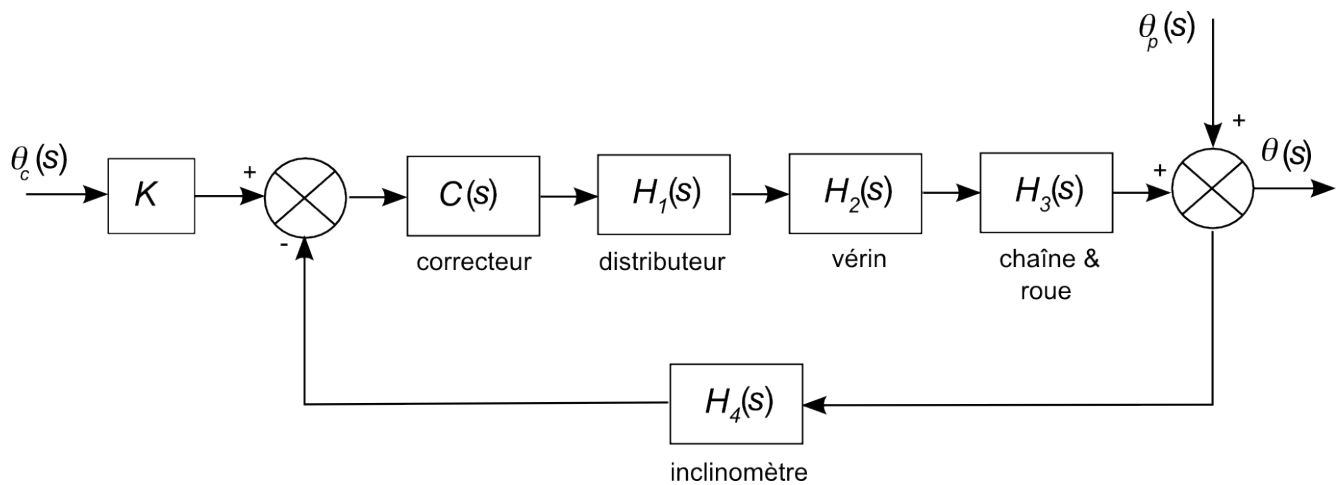 θp(s)
θc(s)
K
+
-
C(s)
H1(s)
H2(s)
H3(s)
+
+
θ(s)
correcteur
distributeur
vérin
chaîne &
roue
H4(s)
inclinomètre